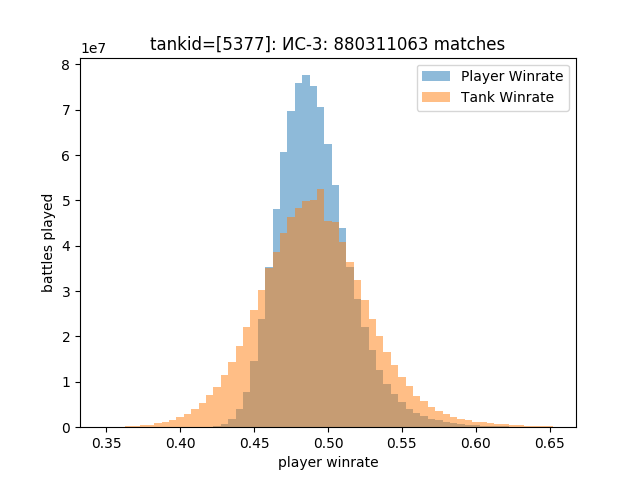 tankid=[5377]: ИС-3: 880311063 matches
1e7
8
7
6
5
4
3
2
1
0
battles played
Player Winrate
Tank Winrate
0.35 0.40 0.45 0.50 0.55 0.60 0.65
player winrate